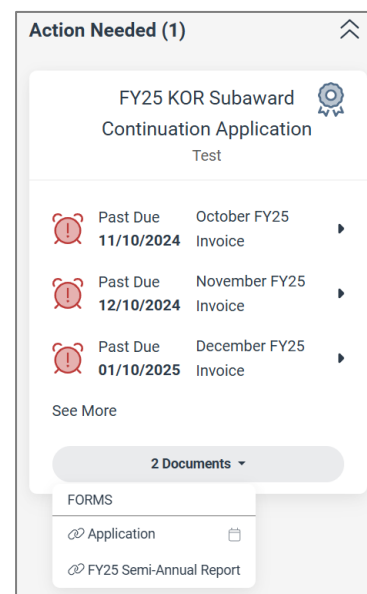 Action Needed (1)
FY25 KOR Subaward
Continuation Application
Test
Past Due October FY25
11/10/2024 Invoice
Past Due November FY25
12/10/2024 Invoice
Past Due December FY25
01/10/2025 Invoice
See More
2 Documents
FORMS
Application
FY25 Semi-Annual Report